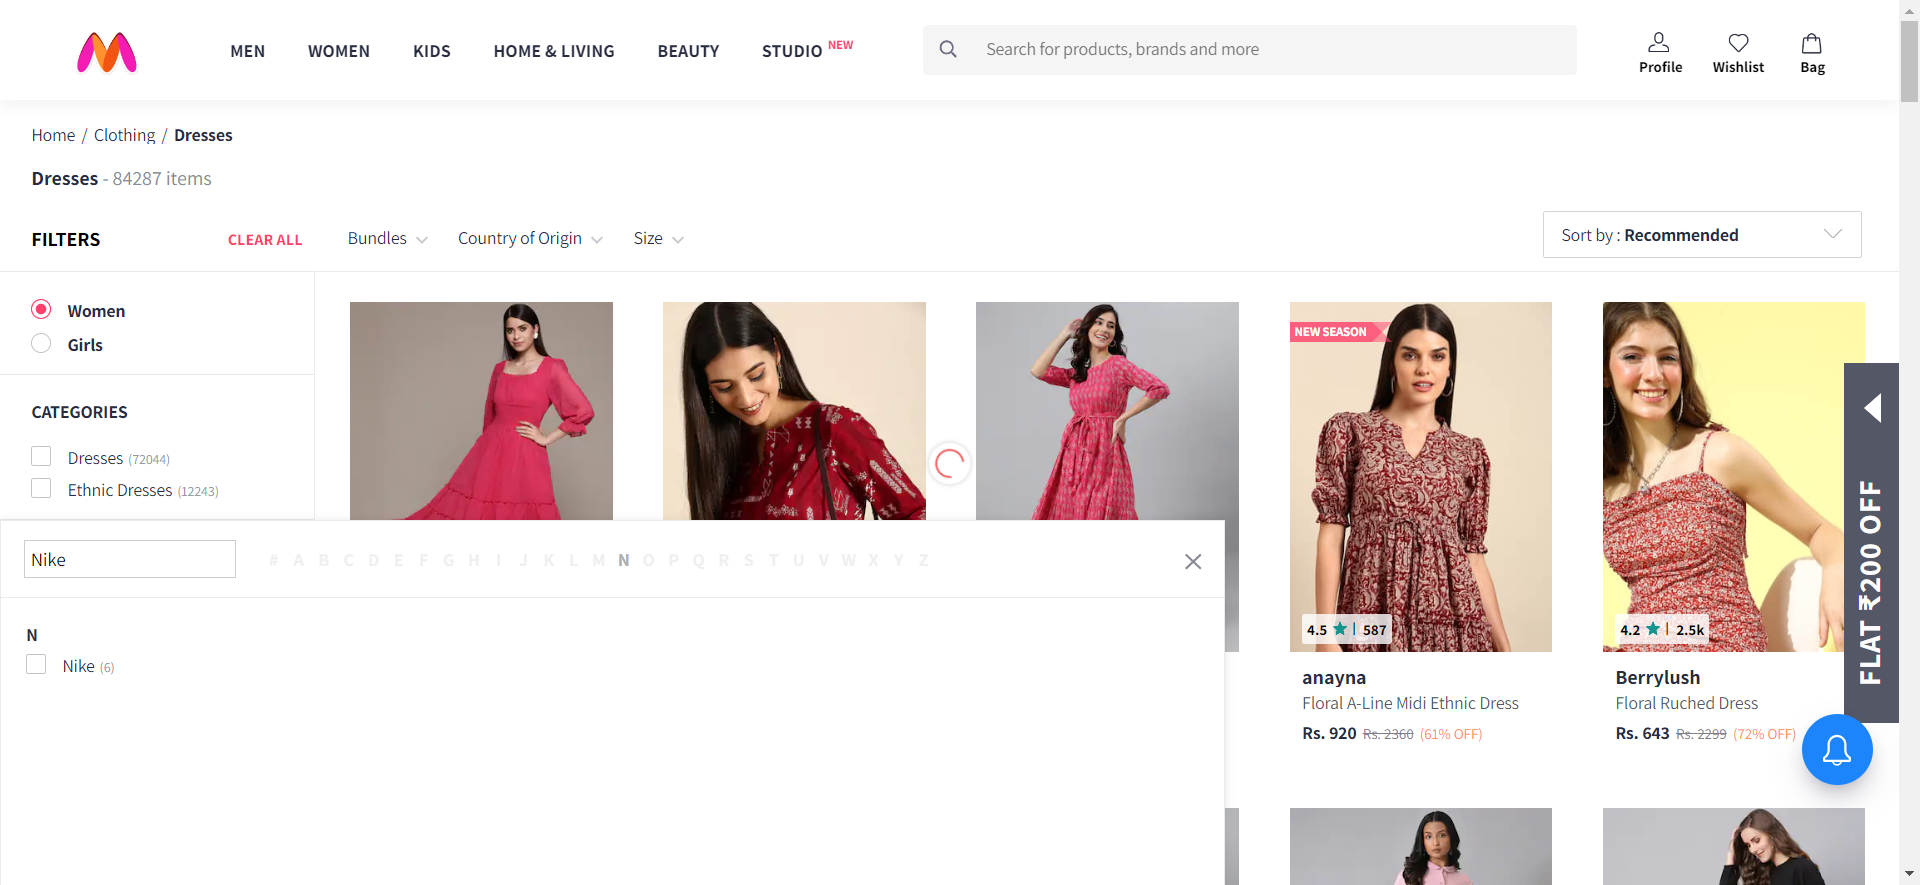 MEN WOMEN KIDS HOME & LIVING BEAUTY STUDIO NEW
Search for products, brands and more
Profile Wishlist Bag
Home / Clothing / Dresses
Dresses - 84287 items
FILTERS CLEAR ALL
Bundles Country of Origin Size
Sort by : Recommended
Women
Girls
CATEGORIES
Dresses (72044)
Ethnic Dresses (12243)
Nike
# A B C D E F G H I J K L M N O P Q R S T U V W X Y Z
N
Nike (6)
NEW SEASON
4.5 | 587
anayna
Floral A-Line Midi Ethnic Dress
Rs. 920 Rs. 2360 (61% OFF)
4.2 | 2.5k
Berrylush
Floral Ruched Dress
Rs. 643 Rs. 2299 (72% OFF)
FLAT ₹200 OFF